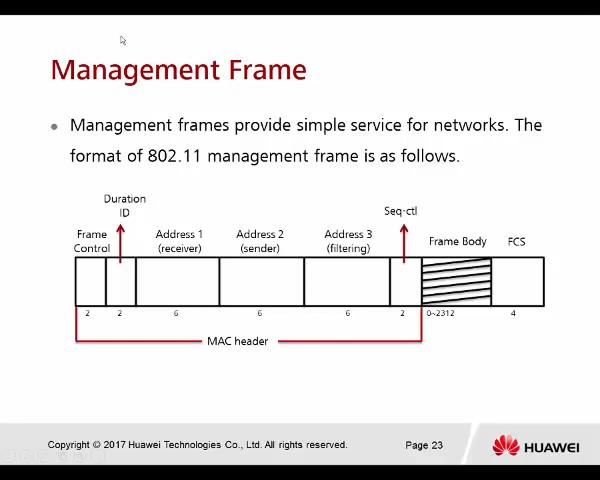 Management Frame
Management frames provide simple service for networks. The
format of 802.11 management frame is as follows.
Duration
ID
Seq-ctl
Frame
Control
Address 1
(receiver)
Address 2
(sender)
Address 3
(filtering)
Frame Body
FCS
2 2 6 6 6 2 0~2312 4
MAC header
Copyright © 2017 Huawei Technologies Co., Ltd. All rights reserved.
Page 23
HUAWEI